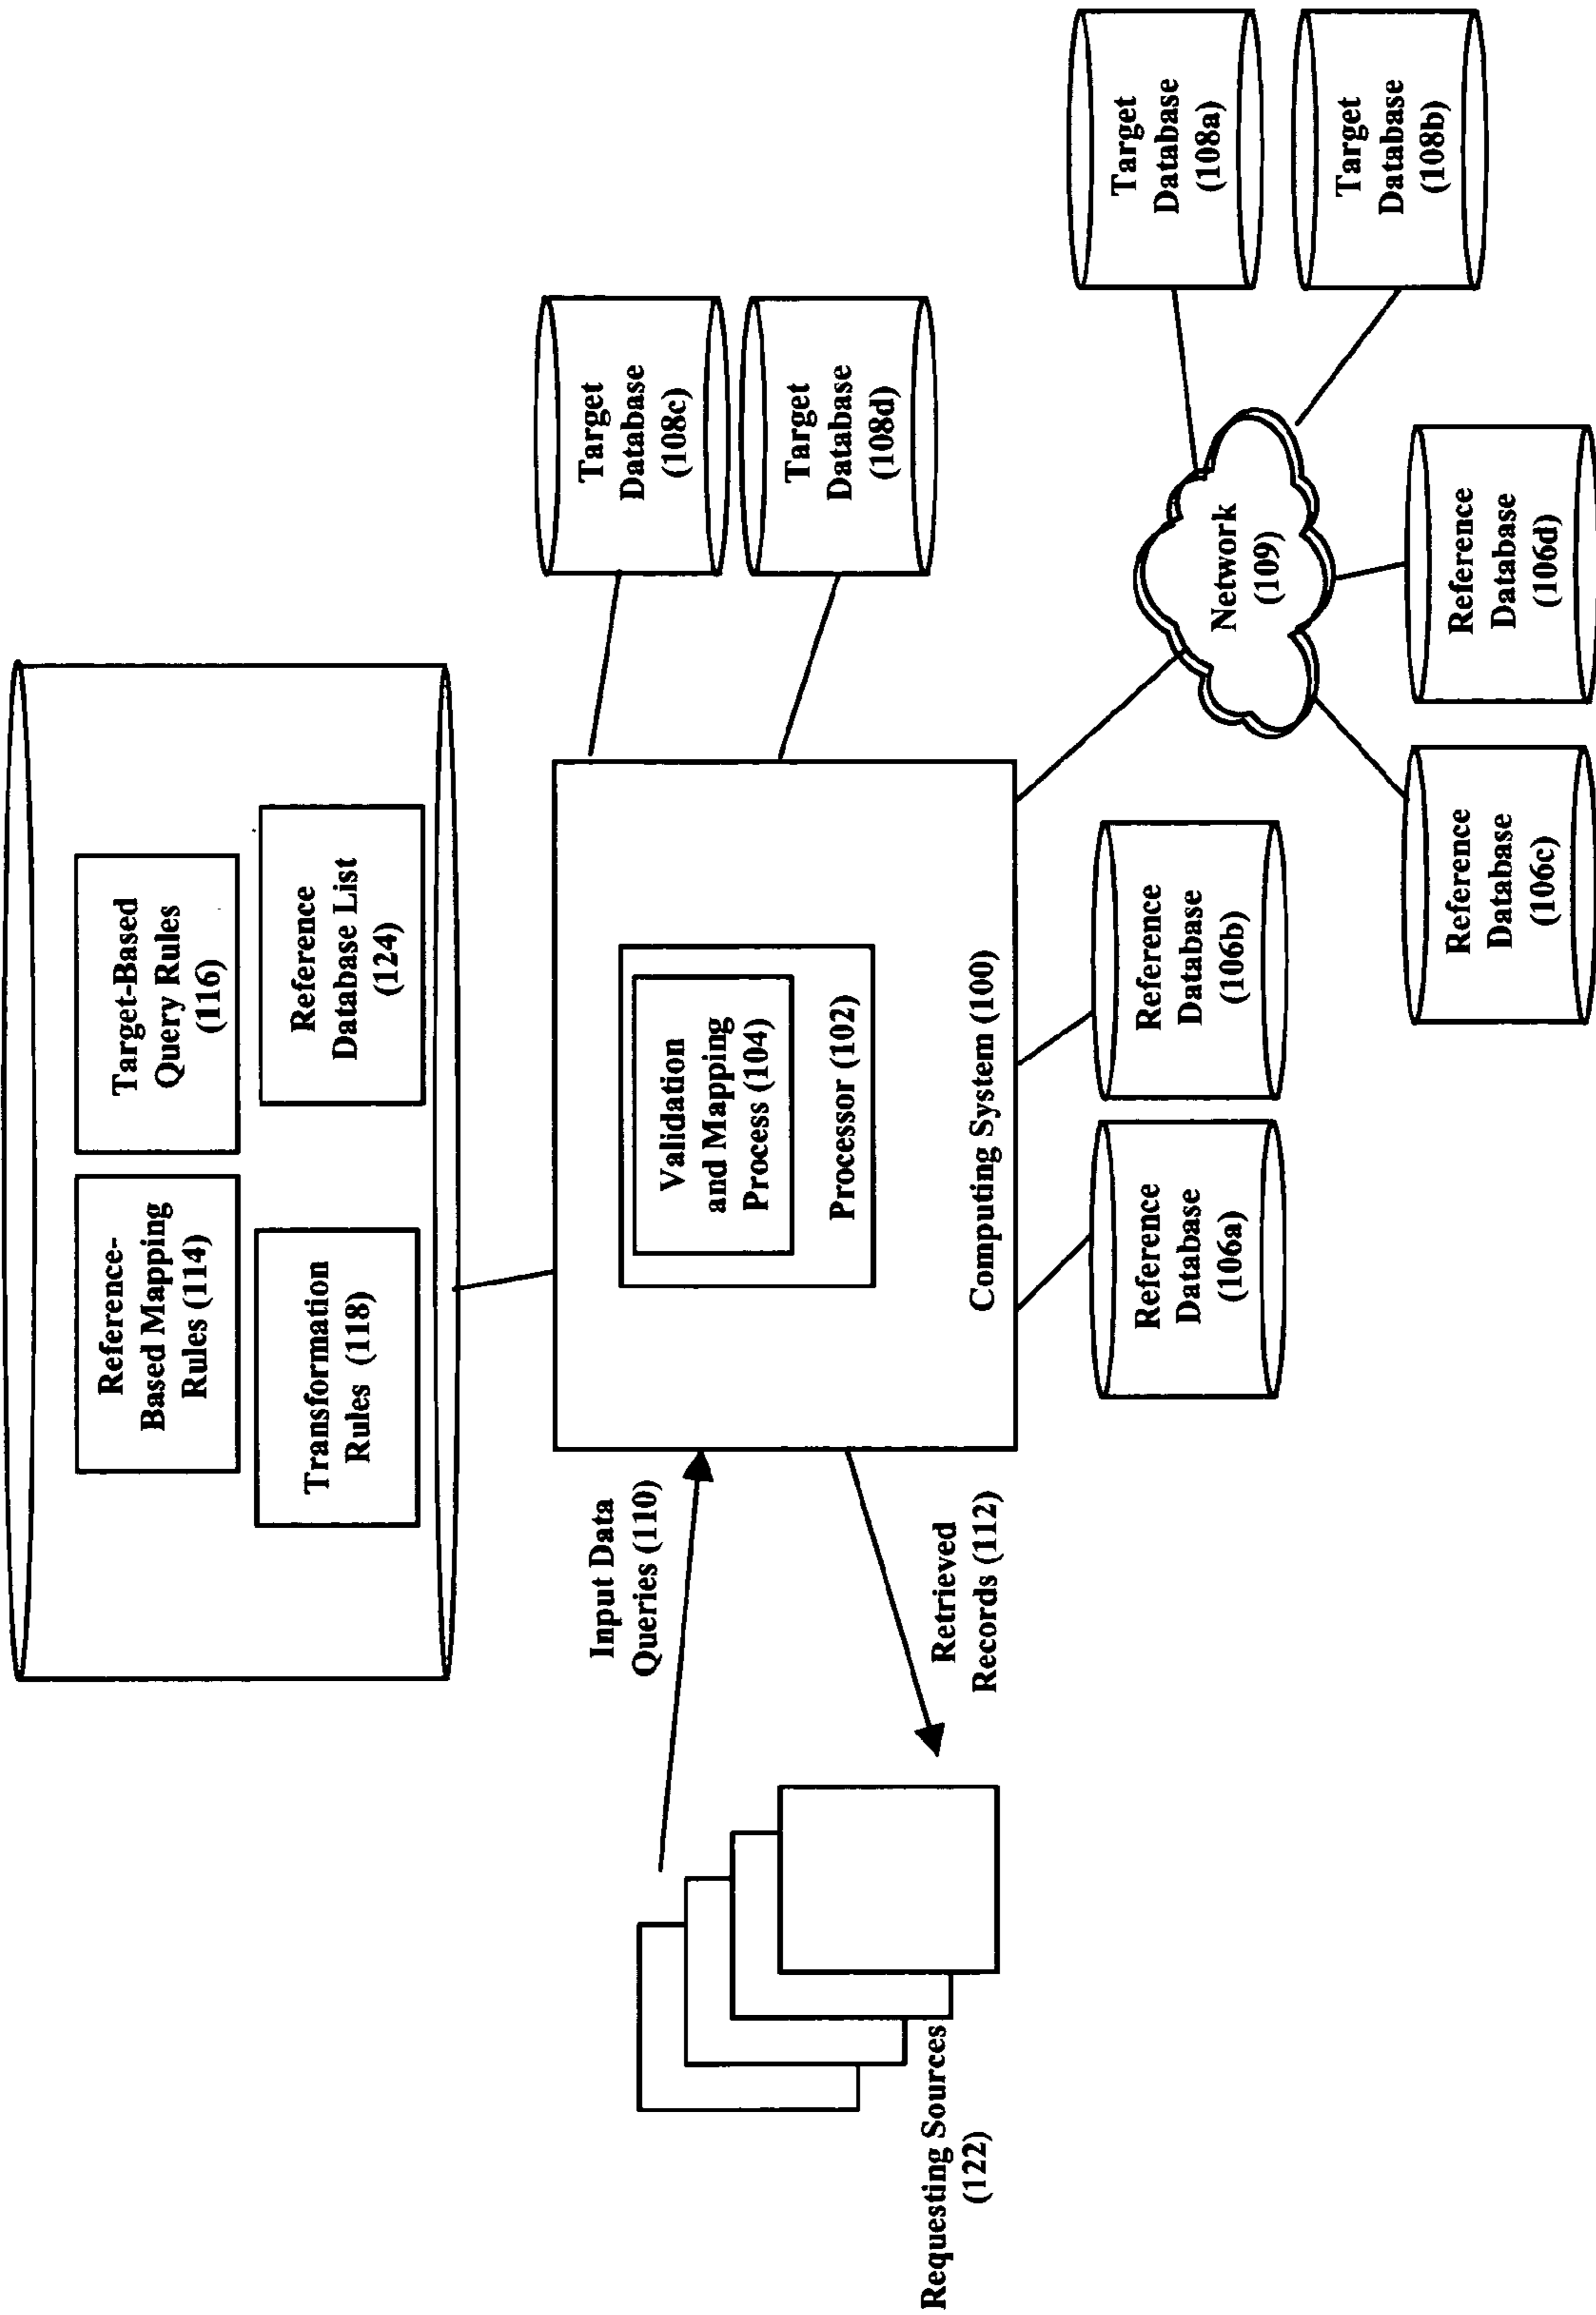 Reference-
Based Mapping
Rules (114)
Target-Based
Query Rules
(116)
Transformation
Rules (118)
Reference
Database List
(124)
Input Data
Queries (110)
Retrieved
Records (112)
Requesting Sources
(122)
Validation
and Mapping
Process (104)
Processor (102)
Computing System (100)
Target
Database
(108c)
Target
Database
(108d)
Reference
Database
(106a)
Reference
Database
(106b)
Network
(109)
Target
Database
(108a)
Target
Database
(108b)
Reference
Database
(106c)
Reference
Database
(106d)